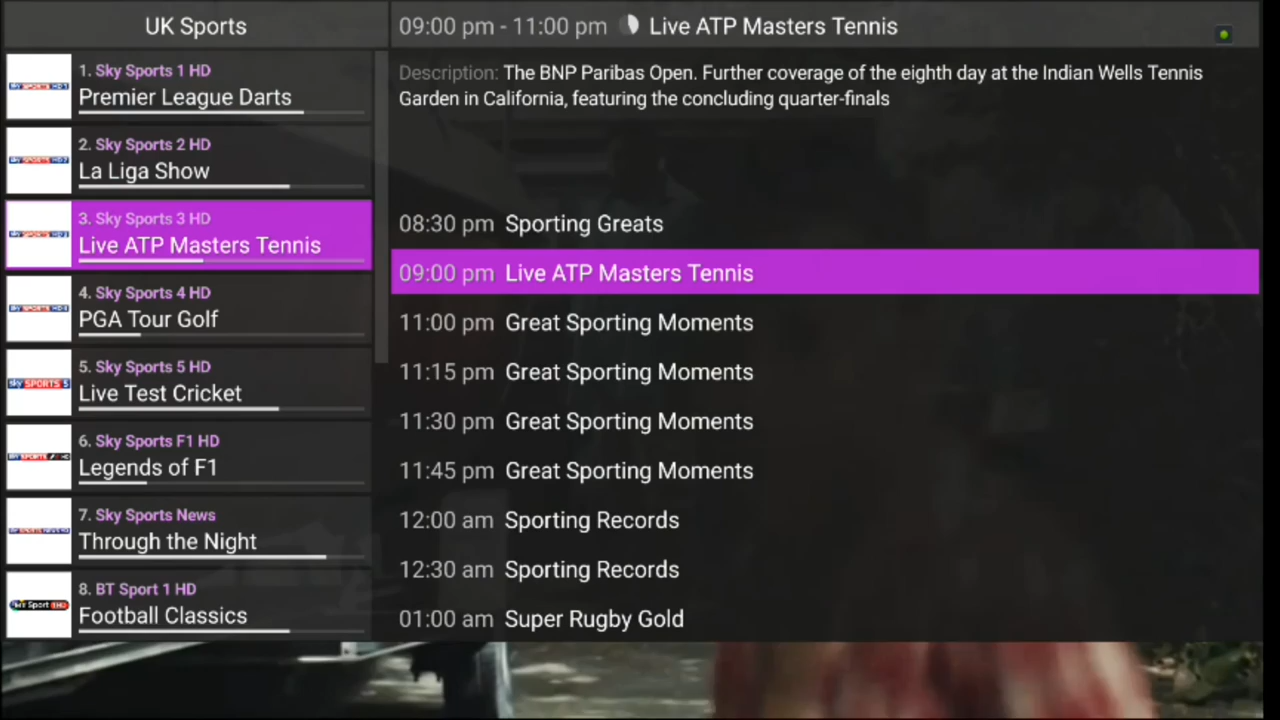 UK Sports
09:00 pm - 11:00 pm Live ATP Masters Tennis
1. Sky Sports 1 HD
Premier League Darts
2. Sky Sports 2 HD
La Liga Show
3. Sky Sports 3 HD
Live ATP Masters Tennis
4. Sky Sports 4 HD
PGA Tour Golf
sky SPORTS 5
5. Sky Sports 5 HD
Live Test Cricket
6. Sky Sports F1 HD
Legends of F1
7. Sky Sports News
Through the Night
BT Sport 1 HD
8. BT Sport 1 HD
Football Classics
Description: The BNP Paribas Open. Further coverage of the eighth day at the Indian Wells Tennis
Garden in California, featuring the concluding quarter-finals
08:30 pm Sporting Greats
09:00 pm Live ATP Masters Tennis
11:00 pm Great Sporting Moments
11:15 pm Great Sporting Moments
11:30 pm Great Sporting Moments
11:45 pm Great Sporting Moments
12:00 am Sporting Records
12:30 am Sporting Records
01:00 am Super Rugby Gold